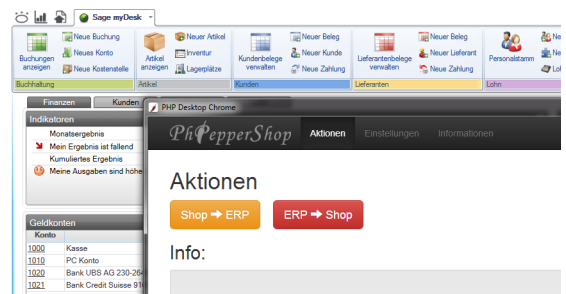 Sage myDesk
Buchungen anzeigen
Neue Buchung
Neues Konto
Neue Kostenstelle
Artikel anzeigen
Neuer Artikel
Inventur
Lagerplätze
Kundenbelege verwalten
Neuer Beleg
Neuer Kunde
Neue Zahlung
Lieferantenbelege verwalten
Neuer Beleg
Neuer Lieferant
Neue Zahlung
Personalstamm
Buchhaltung
Artikel
Kunden
Lieferanten
Lohn
Finanzen
Kunden
Indikatoren
Monatsergebnis
Mein Ergebnis ist fallend
Kumuliertes Ergebnis
Meine Ausgaben sind höhe
Geldkonten
Konto
1000 Kasse
1010 PC Konto
1020 Bank UBS AG 230-264
1021 Bank Credit Suisse
PHP Desktop Chrome
PhPepperShop
Aktionen
Einstellungen
Informationen
Aktionen
Shop ➔ ERP
ERP ➔ Shop
Info: